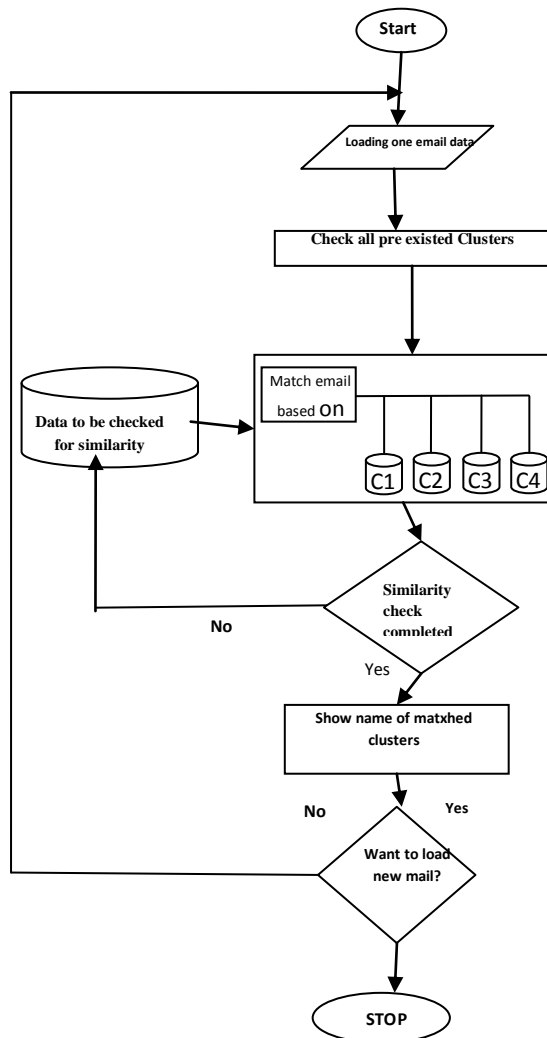 Start
Loading one email data
Check all pre existed Clusters
Match email
based on
C1 C2 C3 C4
Data to be checked
for similarity
Similarity
check
completed
No
Yes
Show name of matxhed
clusters
No
Yes
Want to load
new mail?
STOP